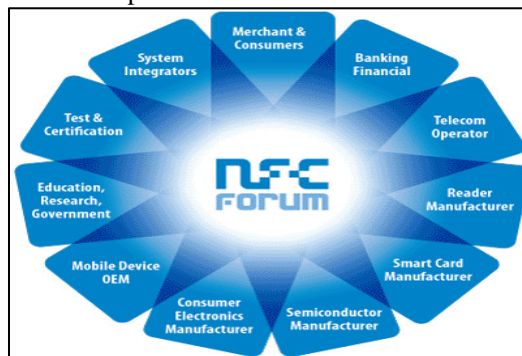 Merchant &
Consumers
Banking
Financial
Telecom
Operator
Reader
Manufacturer
Smart Card
Manufacturer
Semiconductor
Manufacturer
Consumer
Electronics
Manufacturer
Mobile Device
OEM
Education,
Research,
Government
Test &
Certification
System
Integrators
NFC
FORUM